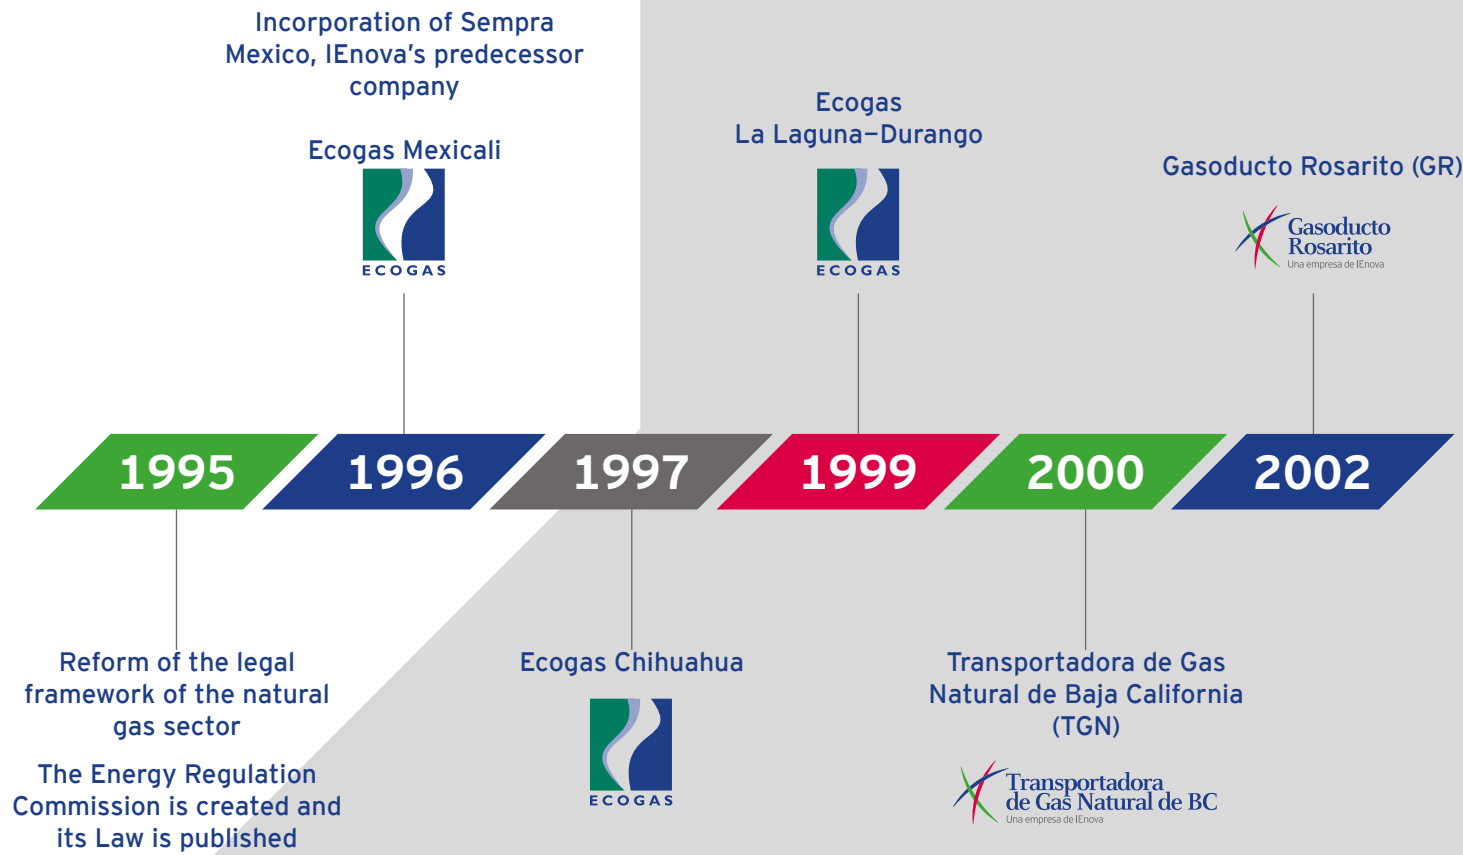 Incorporation of Sempra
Mexico, IEnova's predecessor
company
Ecogas Mexicali
ECOGAS
Ecogas
La Laguna–Durango
ECOGAS
Gasoducto Rosarito (GR)
Gasoducto
Rosarito
Una empresa de IEnova
1995
1996
1997
1999
2000
2002
Reform of the legal
framework of the natural
gas sector
The Energy Regulation
Commission is created and
its Law is published
Ecogas Chihuahua
ECOGAS
Transportadora de Gas
Natural de Baja California
(TGN)
Transportadora
de Gas Natural de BC
Una empresa de IEnova